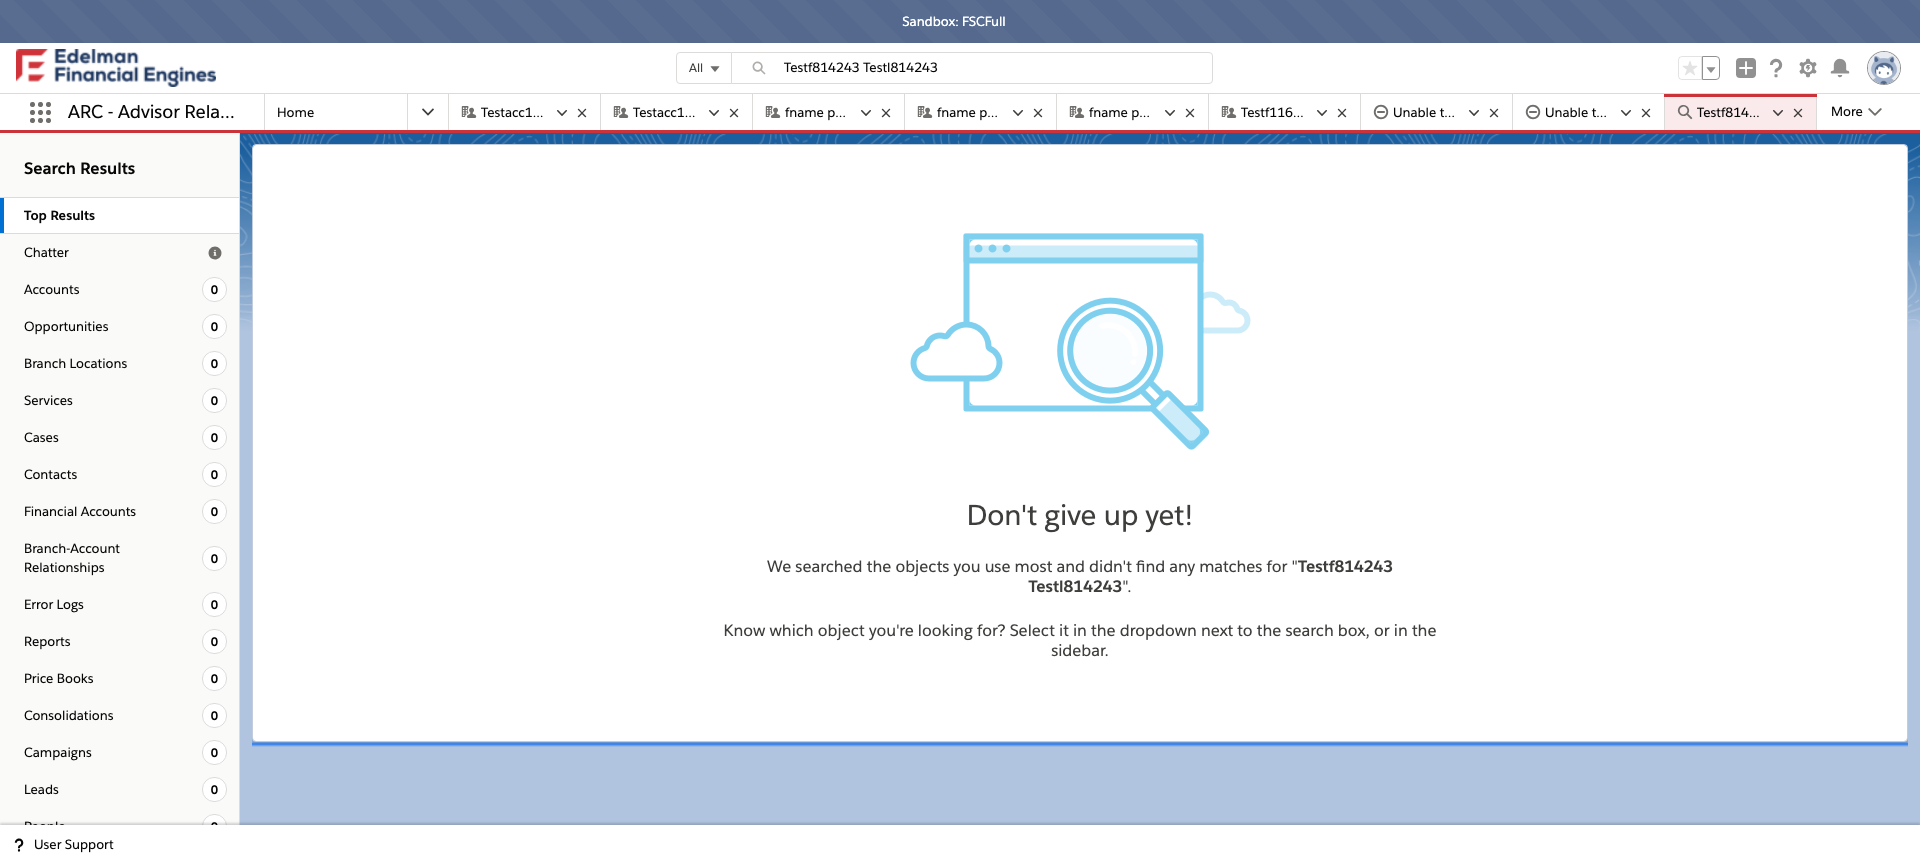 Sandbox: FSCFull
Edelman
Financial Engines
All
Testf814243 Testl814243
ARC - Advisor Rela...
Home
Testacc1...
Testacc1...
fname p...
fname p...
fname p...
Testf116...
Unable t...
Unable t...
Testf814...
More
Search Results
Top Results
Chatter
Accounts 0
Opportunities 0
Branch Locations 0
Services 0
Cases 0
Contacts 0
Financial Accounts 0
Branch-Account
Relationships 0
Error Logs 0
Reports 0
Price Books 0
Consolidations 0
Campaigns 0
Leads 0
Don't give up yet!
We searched the objects you use most and didn't find any matches for "Testf814243
Testl814243".
Know which object you're looking for? Select it in the dropdown next to the search box, or in the
sidebar.
? User Support